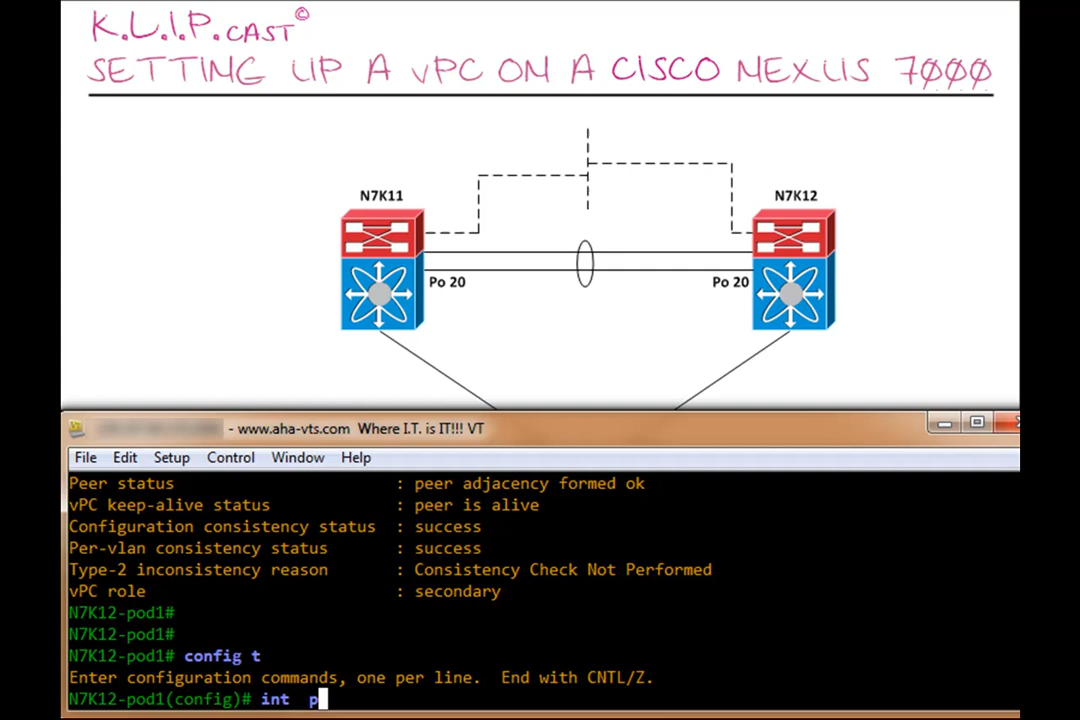 K.L.I.P.CAST©
SETTING UP A vPC ON A CISCO NEXUS 7000
N7K11
N7K12
Po 20
Po 20
- www.aha-vts.com Where I.T. is IT!!! VT
File Edit Setup Control Window Help
Peer status : peer adjacency formed ok
vPC keep-alive status : peer is alive
Configuration consistency status : success
Per-vlan consistency status : success
Type-2 inconsistency reason : Consistency Check Not Performed
vPC role : secondary
N7K12-pod1#
N7K12-pod1#
N7K12-pod1# config t
Enter configuration commands, one per line. End with CNTL/Z.
N7K12-pod1(config)# int p